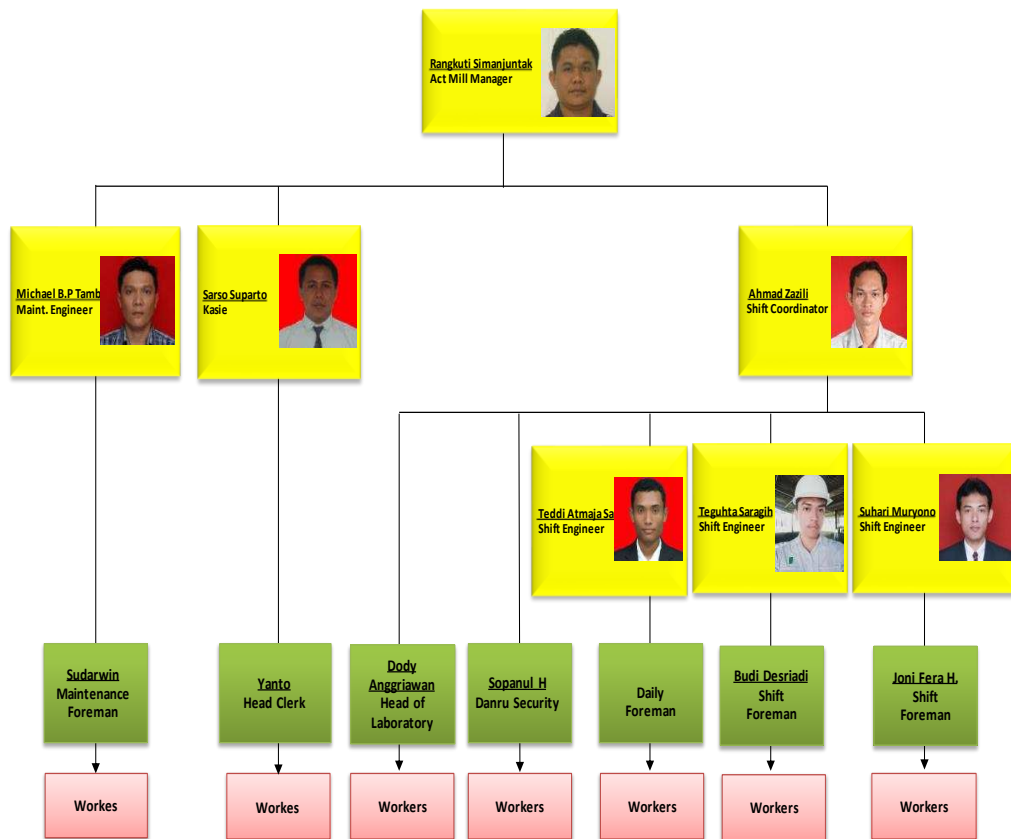 Rangkuti Simanjuntak
Act Mill Manager
Michael B.P Tamb
Maint. Engineer
Sarso Suparto
Kasie
Ahmad Zazili
Shift Coordinator
Teddi Atmaja Sa
Shift Engineer
Teguhta Saragih
Shift Engineer
Suhari Muryono
Shift Engineer
Sudarwin
Maintenance
Foreman
Yanto
Head Clerk
Dody
Anggriawan
Head of
Laboratory
Sopanul H
Danru Security
Daily
Foreman
Budi Desriadi
Shift
Foreman
Joni Fera H,
Shift
Foreman
Workes
Workes
Workers
Workers
Workers
Workers
Workers